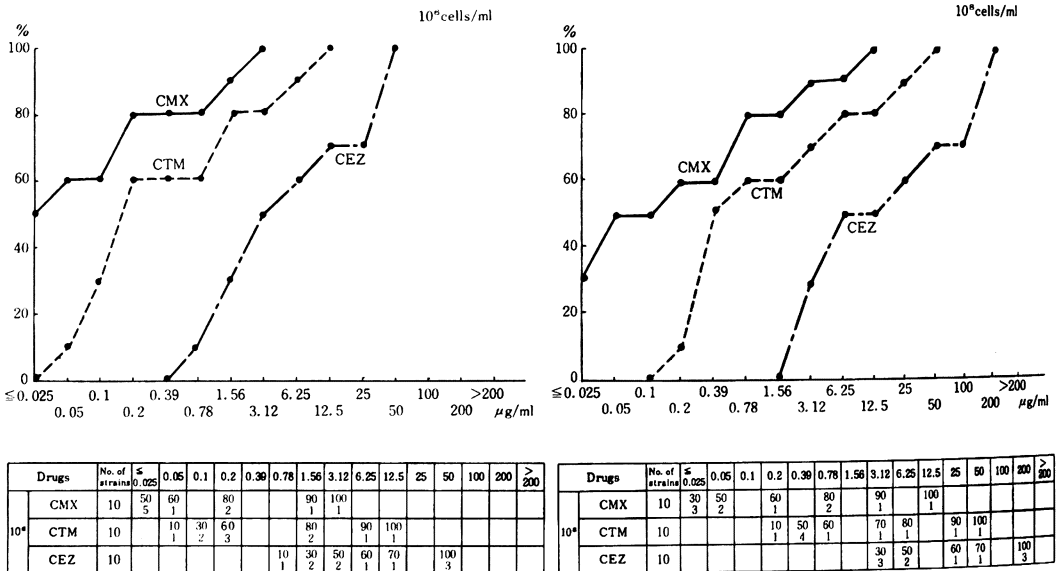 10⁶cells/ml
%
100
80
60
40
20
0
CMX
CTM
CEZ
≦0.025 0.1 0.39 1.56 6.25 25 100 >200
0.05 0.2 0.78 3.12 12.5 50 200 μg/ml
Drugs No. of strains ≦0.025 0.05 0.1 0.2 0.39 0.78 1.56 3.12 6.25 12.5 25 50 100 200 >200
50 60 80 90 100
CMX 10
5 1 2 1 1
10⁶
10 30 60 80 90 100
CTM 10
1 2 3 2 1 1
10 30 50 60 70 100
CEZ 10
1 2 2 1 1 3
10⁸cells/ml
%
100
80
60
40
20
0
CMX
CTM
CEZ
≦0.025 0.1 0.39 1.56 6.25 25 100 >200
0.05 0.2 0.78 3.12 12.5 50 200 μg/ml
Drugs No. of strains ≦0.025 0.05 0.1 0.2 0.39 0.78 1.56 3.12 6.25 12.5 25 50 100 200 >200
30 50 60 80 90 100
CMX 10
3 2 1 2 1 1
10⁸
10 50 60 70 80 90 100
CTM 10
1 4 1 1 1 1 1
30 50 60 70 100
CEZ 10
3 2 1 1 3